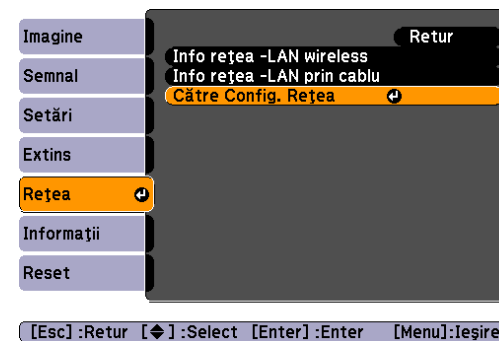 Imagine
Semnal
Setări
Extins
Reţea
Informaţii
Reset
Retur
Info reţea -LAN wireless
Info reţea -LAN prin cablu
Către Config. Reţea
[Esc] :Retur [◆] :Select [Enter] :Enter [Menu]:Ieşire